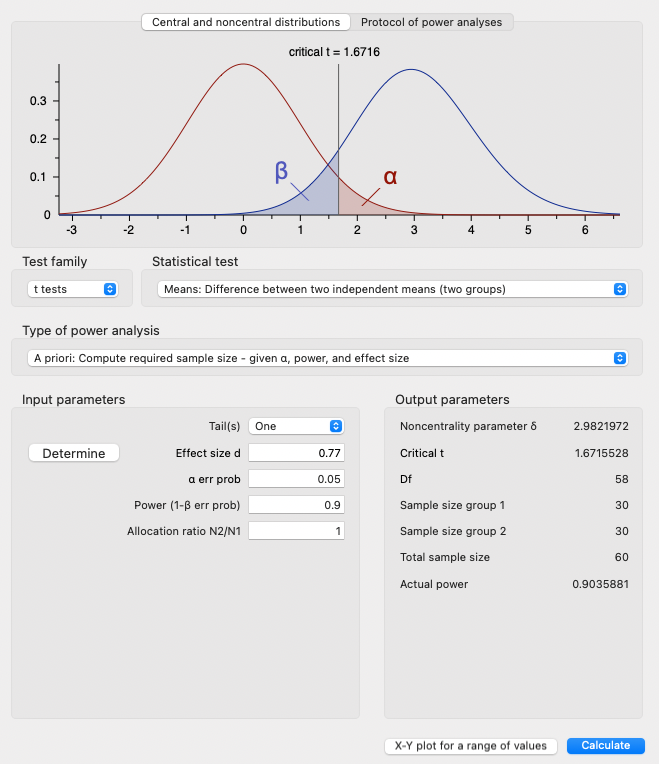 Central and noncentral distributions Protocol of power analyses
critical t = 1.6716
0.3
0.2
0.1
0
β
α
-3 -2 -1 0 1 2 3 4 5 6
Test family Statistical test
t tests Means: Difference between two independent means (two groups)
Type of power analysis
A priori: Compute required sample size - given α, power, and effect size
Input parameters
Tail(s) One
Determine Effect size d 0.77
α err prob 0.05
Power (1-β err prob) 0.9
Allocation ratio N2/N1 1
Output parameters
Noncentrality parameter δ 2.9821972
Critical t 1.6715528
Df 58
Sample size group 1 30
Sample size group 2 30
Total sample size 60
Actual power 0.9035881
X-Y plot for a range of values Calculate